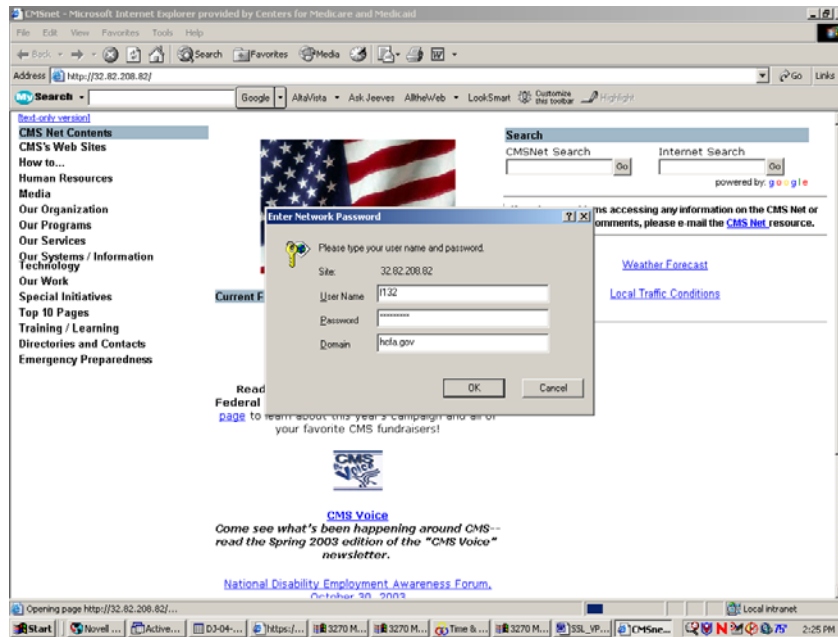 CMSnet - Microsoft Internet Explorer provided by Centers for Medicare and Medicaid
File Edit View Favorites Tools Help
Back Search Favorites Media
Address http://32.82.208.82/ Go Links
My Search Google AltaVista Ask Jeeves AlltheWeb LookSmart Customize this toolbar Highlight
[text-only version]
CMS Net Contents
CMS's Web Sites
How to...
Human Resources
Media
Our Organization
Our Programs
Our Services
Our Systems / Information Technology
Our Work
Special Initiatives
Top 10 Pages
Training / Learning
Directories and Contacts
Emergency Preparedness
Search
CMSNet Search Internet Search
Go Go
powered by: google
ms accessing any information on the CMS Net or
omments, please e-mail the CMS Net resource.
Weather Forecast
Local Traffic Conditions
Enter Network Password
Please type your user name and password.
Site: 32.82.208.82
User Name l132
Password
Domain hcfa.gov
OK Cancel
Current F
Read
Federal
page to learn about this year's campaign and all of
your favorite CMS fundraisers!
CMS Voice
CMS Voice
Come see what's been happening around CMS--
read the Spring 2003 edition of the "CMS Voice"
newsletter.
National Disability Employment Awareness Forum,
October 30, 2003
Opening page http://32.82.208.82/... Local intranet
Start Novell ... Active... D3-04-... https:/... 3270 M... 3270 M... Time & ... 3270 M... SSL_VP... CMSne... 2:25 PM